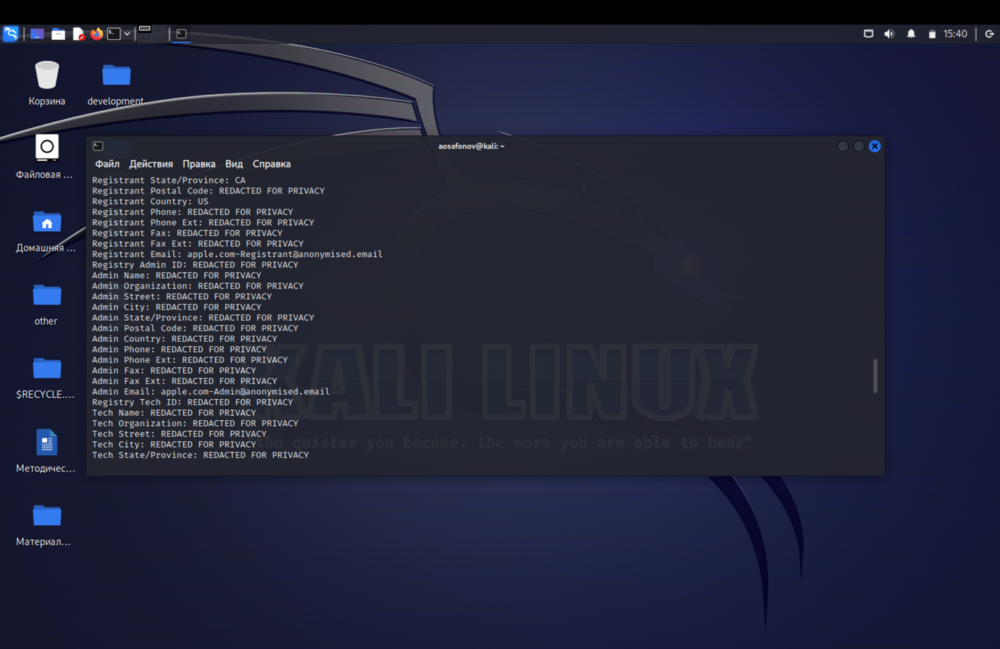 15:40
Корзина
development
Файловая ...
Домашняя ...
other
$RECYCLE....
Методичес...
Материал...
aosafonov@kali: ~
Файл Действия Правка Вид Справка
Registrant State/Province: CA
Registrant Postal Code: REDACTED FOR PRIVACY
Registrant Country: US
Registrant Phone: REDACTED FOR PRIVACY
Registrant Phone Ext: REDACTED FOR PRIVACY
Registrant Fax: REDACTED FOR PRIVACY
Registrant Fax Ext: REDACTED FOR PRIVACY
Registrant Email: apple.com-Registrant@anonymised.email
Registry Admin ID: REDACTED FOR PRIVACY
Admin Name: REDACTED FOR PRIVACY
Admin Organization: REDACTED FOR PRIVACY
Admin Street: REDACTED FOR PRIVACY
Admin City: REDACTED FOR PRIVACY
Admin State/Province: REDACTED FOR PRIVACY
Admin Postal Code: REDACTED FOR PRIVACY
Admin Country: REDACTED FOR PRIVACY
Admin Phone: REDACTED FOR PRIVACY
Admin Phone Ext: REDACTED FOR PRIVACY
Admin Fax: REDACTED FOR PRIVACY
Admin Fax Ext: REDACTED FOR PRIVACY
Admin Email: apple.com-Admin@anonymised.email
Registry Tech ID: REDACTED FOR PRIVACY
Tech Name: REDACTED FOR PRIVACY
Tech Organization: REDACTED FOR PRIVACY
Tech Street: REDACTED FOR PRIVACY
Tech City: REDACTED FOR PRIVACY
Tech State/Province: REDACTED FOR PRIVACY
KALI LINUX
the quieter you become, the more you are able to hear"